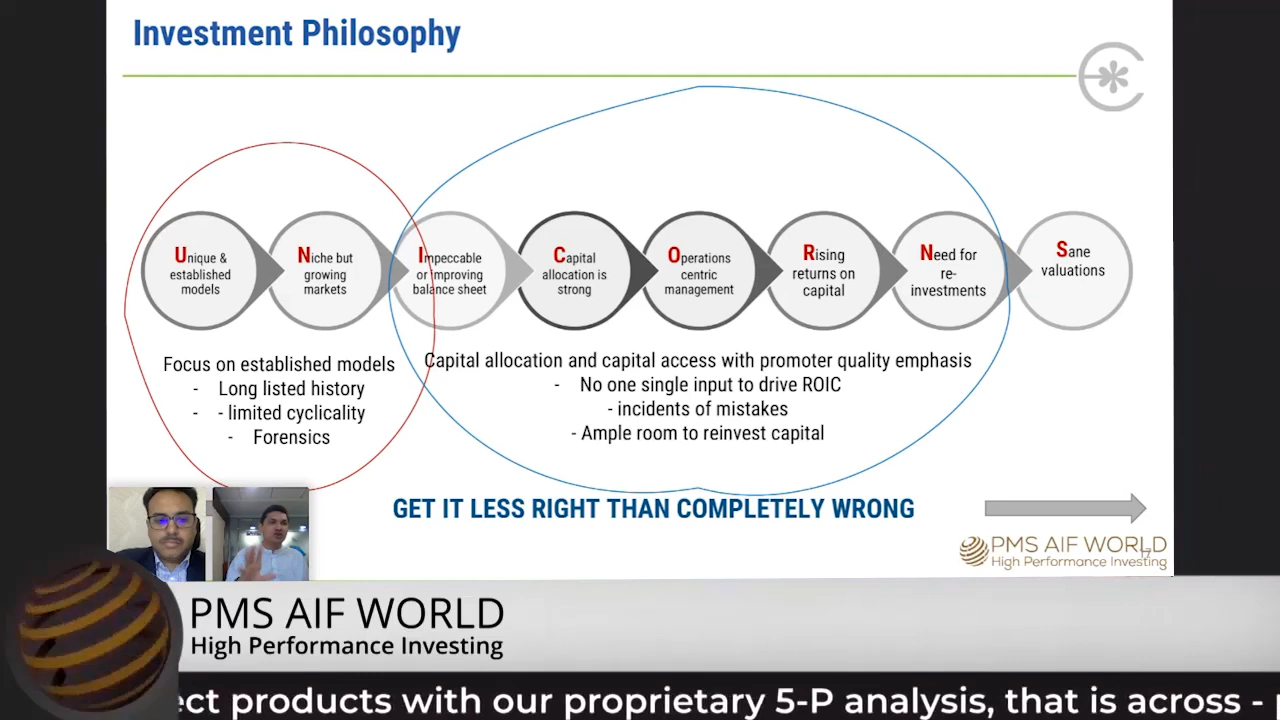 Investment Philosophy
Unique &
established
models
Niche but
growing
markets
Impeccable
or improving
balance sheet
Capital
allocation is
strong
Operations
centric
management
Rising
returns on
capital
Need for
re-
investments
Sane
valuations
Focus on established models
- Long listed history
- - limited cyclicality
- Forensics
Capital allocation and capital access with promoter quality emphasis
- No one single input to drive ROIC
- incidents of mistakes
- Ample room to reinvest capital
GET IT LESS RIGHT THAN COMPLETELY WRONG
PMS AIF WORLD
High Performance Investing
17
PMS AIF WORLD
High Performance Investing
ect products with our proprietary 5-P analysis, that is across -